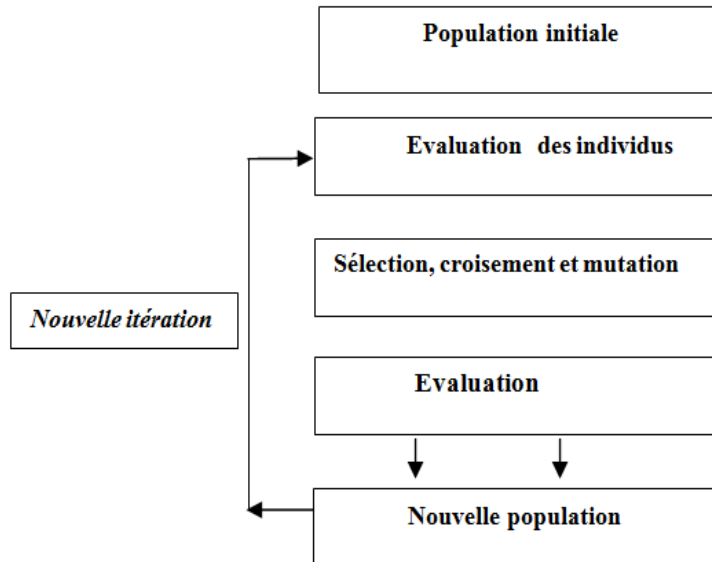 Population initiale
Evaluation des individus
Sélection, croisement et mutation
Nouvelle itération
Evaluation
Nouvelle population